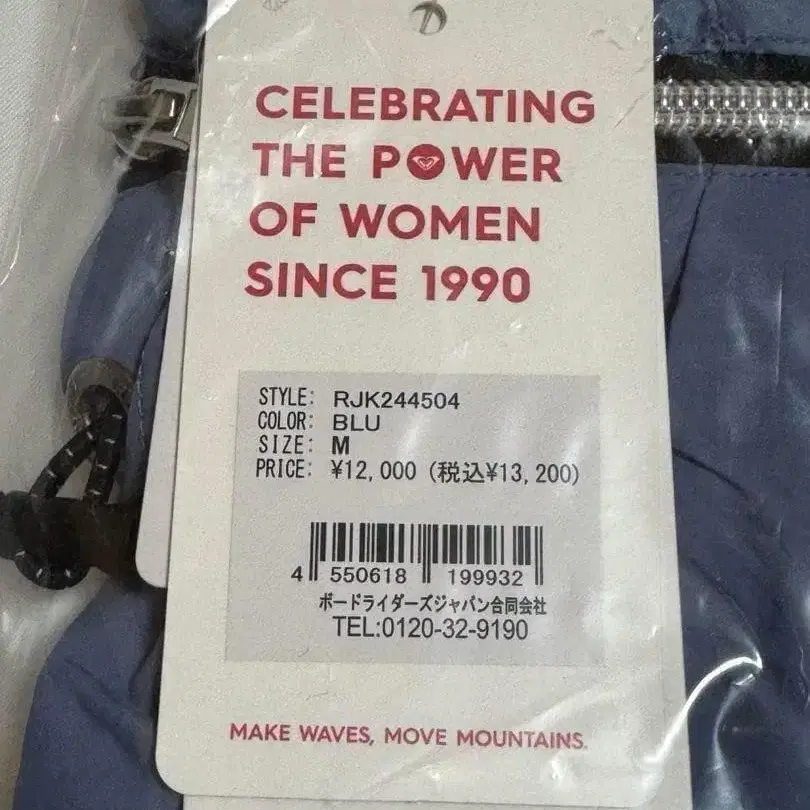 CELEBRATING
THE POWER
OF WOMEN
SINCE 1990
STYLE: RJK244504
COLOR: BLU
SIZE: M
PRICE: ¥12,000 (税込¥13,200)
4 550618 199932
ボードライダーズジャパン合同会社
TEL:0120-32-9190
MAKE WAVES, MOVE MOUNTAINS.